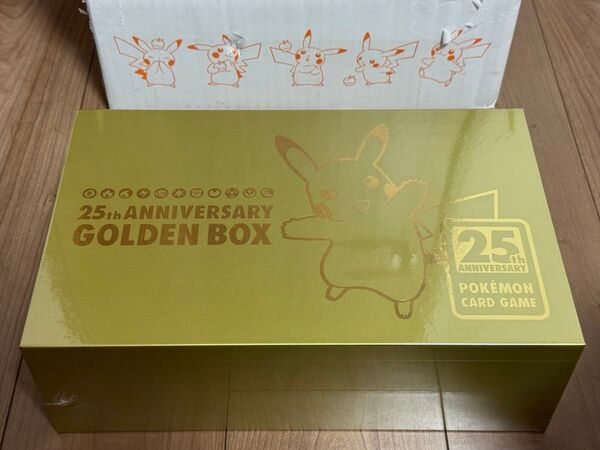 25th ANNIVERSARY
GOLDEN BOX
25th
ANNIVERSARY
POKÉMON
CARD GAME